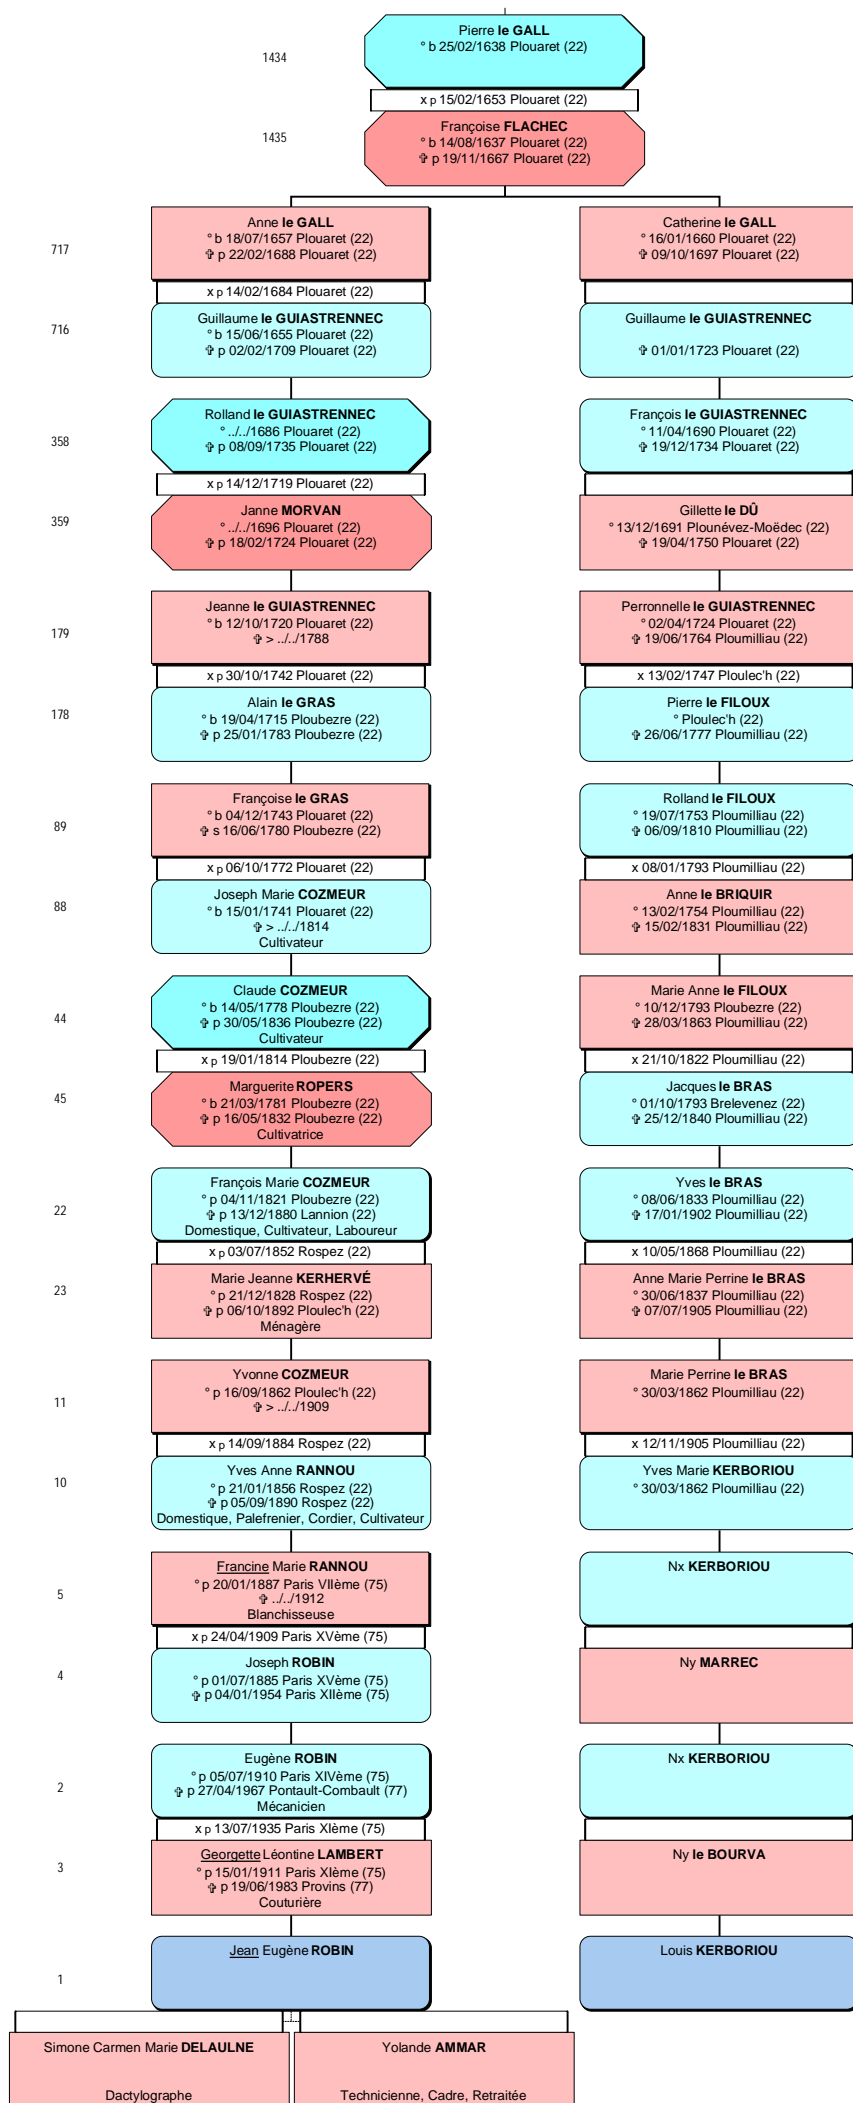 1434
Pierre le GALL
° b 25/02/1638 Plouaret (22)
x p 15/02/1653 Plouaret (22)
1435
Françoise FLACHEC
° b 14/08/1637 Plouaret (22)
✞ p 19/11/1667 Plouaret (22)
717
Anne le GALL
° b 18/07/1657 Plouaret (22)
✞ p 22/02/1688 Plouaret (22)
Catherine le GALL
° 16/01/1660 Plouaret (22)
✞ 09/10/1697 Plouaret (22)
x p 14/02/1684 Plouaret (22)
716
Guillaume le GUIASTRENNEC
° b 15/06/1655 Plouaret (22)
✞ p 02/02/1709 Plouaret (22)
Guillaume le GUIASTRENNEC
✞ 01/01/1723 Plouaret (22)
358
Rolland le GUIASTRENNEC
° ../../1686 Plouaret (22)
✞ p 08/09/1735 Plouaret (22)
François le GUIASTRENNEC
° 11/04/1690 Plouaret (22)
✞ 19/12/1734 Plouaret (22)
x p 14/12/1719 Plouaret (22)
359
Janne MORVAN
° ../../1696 Plouaret (22)
✞ p 18/02/1724 Plouaret (22)
Gillette le DÛ
° 13/12/1691 Plounévez-Moëdec (22)
✞ 19/04/1750 Plouaret (22)
179
Jeanne le GUIASTRENNEC
° b 12/10/1720 Plouaret (22)
✞ > ../../1788
Perronnelle le GUIASTRENNEC
° 02/04/1724 Plouaret (22)
✞ 19/06/1764 Ploumilliau (22)
x p 30/10/1742 Plouaret (22)
x 13/02/1747 Ploulec'h (22)
178
Alain le GRAS
° b 19/04/1715 Ploubezre (22)
✞ p 25/01/1783 Ploubezre (22)
Pierre le FILOUX
° Ploulec'h (22)
✞ 26/06/1777 Ploumilliau (22)
89
Françoise le GRAS
° b 04/12/1743 Plouaret (22)
✞ s 16/06/1780 Ploubezre (22)
Rolland le FILOUX
° 19/07/1753 Ploumilliau (22)
✞ 06/09/1810 Ploumilliau (22)
x p 06/10/1772 Plouaret (22)
x 08/01/1793 Ploumilliau (22)
88
Joseph Marie COZMEUR
° b 15/01/1741 Plouaret (22)
✞ > ../../1814
Cultivateur
Anne le BRIQUIR
° 13/02/1754 Ploumilliau (22)
✞ 15/02/1831 Ploumilliau (22)
44
Claude COZMEUR
° b 14/05/1778 Ploubezre (22)
✞ p 30/05/1836 Ploubezre (22)
Cultivateur
Marie Anne le FILOUX
° 10/12/1793 Ploubezre (22)
✞ 28/03/1863 Ploumilliau (22)
x p 19/01/1814 Ploubezre (22)
x 21/10/1822 Ploumilliau (22)
45
Marguerite ROPERS
° b 21/03/1781 Ploubezre (22)
✞ p 16/05/1832 Ploubezre (22)
Cultivatrice
Jacques le BRAS
° 01/10/1793 Brelevenez (22)
✞ 25/12/1840 Ploumilliau (22)
22
François Marie COZMEUR
° p 04/11/1821 Ploubezre (22)
✞ p 13/12/1880 Lannion (22)
Domestique, Cultivateur, Laboureur
Yves le BRAS
° 08/06/1833 Ploumilliau (22)
✞ 17/01/1902 Ploumilliau (22)
x p 03/07/1852 Rospez (22)
x 10/05/1868 Ploumilliau (22)
23
Marie Jeanne KERHERVÉ
° p 21/12/1828 Rospez (22)
✞ p 06/10/1892 Ploulec'h (22)
Ménagère
Anne Marie Perrine le BRAS
° 30/06/1837 Ploumilliau (22)
✞ 07/07/1905 Ploumilliau (22)
11
Yvonne COZMEUR
° p 16/09/1862 Ploulec'h (22)
✞ > ../../1909
Marie Perrine le BRAS
° 30/03/1862 Ploumilliau (22)
x p 14/09/1884 Rospez (22)
x 12/11/1905 Ploumilliau (22)
10
Yves Anne RANNOU
° p 21/01/1856 Rospez (22)
✞ p 05/09/1890 Rospez (22)
Domestique, Palefrenier, Cordier, Cultivateur
Yves Marie KERBORIOU
° 30/03/1862 Ploumilliau (22)
5
Francine Marie RANNOU
° p 20/01/1887 Paris VIIème (75)
✞ ../../1912
Blanchisseuse
Nx KERBORIOU
x p 24/04/1909 Paris XVème (75)
4
Joseph ROBIN
° p 01/07/1885 Paris XVème (75)
✞ p 04/01/1954 Paris XIIème (75)
Ny MARREC
2
Eugène ROBIN
° p 05/07/1910 Paris XIVème (75)
✞ p 27/04/1967 Pontault-Combault (77)
Mécanicien
Nx KERBORIOU
x p 13/07/1935 Paris XIème (75)
3
Georgette Léontine LAMBERT
° p 15/01/1911 Paris XIème (75)
✞ p 19/06/1983 Provins (77)
Couturière
Ny le BOURVA
1
Jean Eugène ROBIN
Louis KERBORIOU
Simone Carmen Marie DELAULNE
Dactylographe
Yolande AMMAR
Technicienne, Cadre, Retraitée